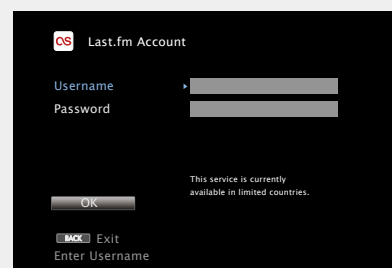 Last.fm Account
Username
Password
This service is currently
available in limited countries.
OK
BACK Exit
Enter Username